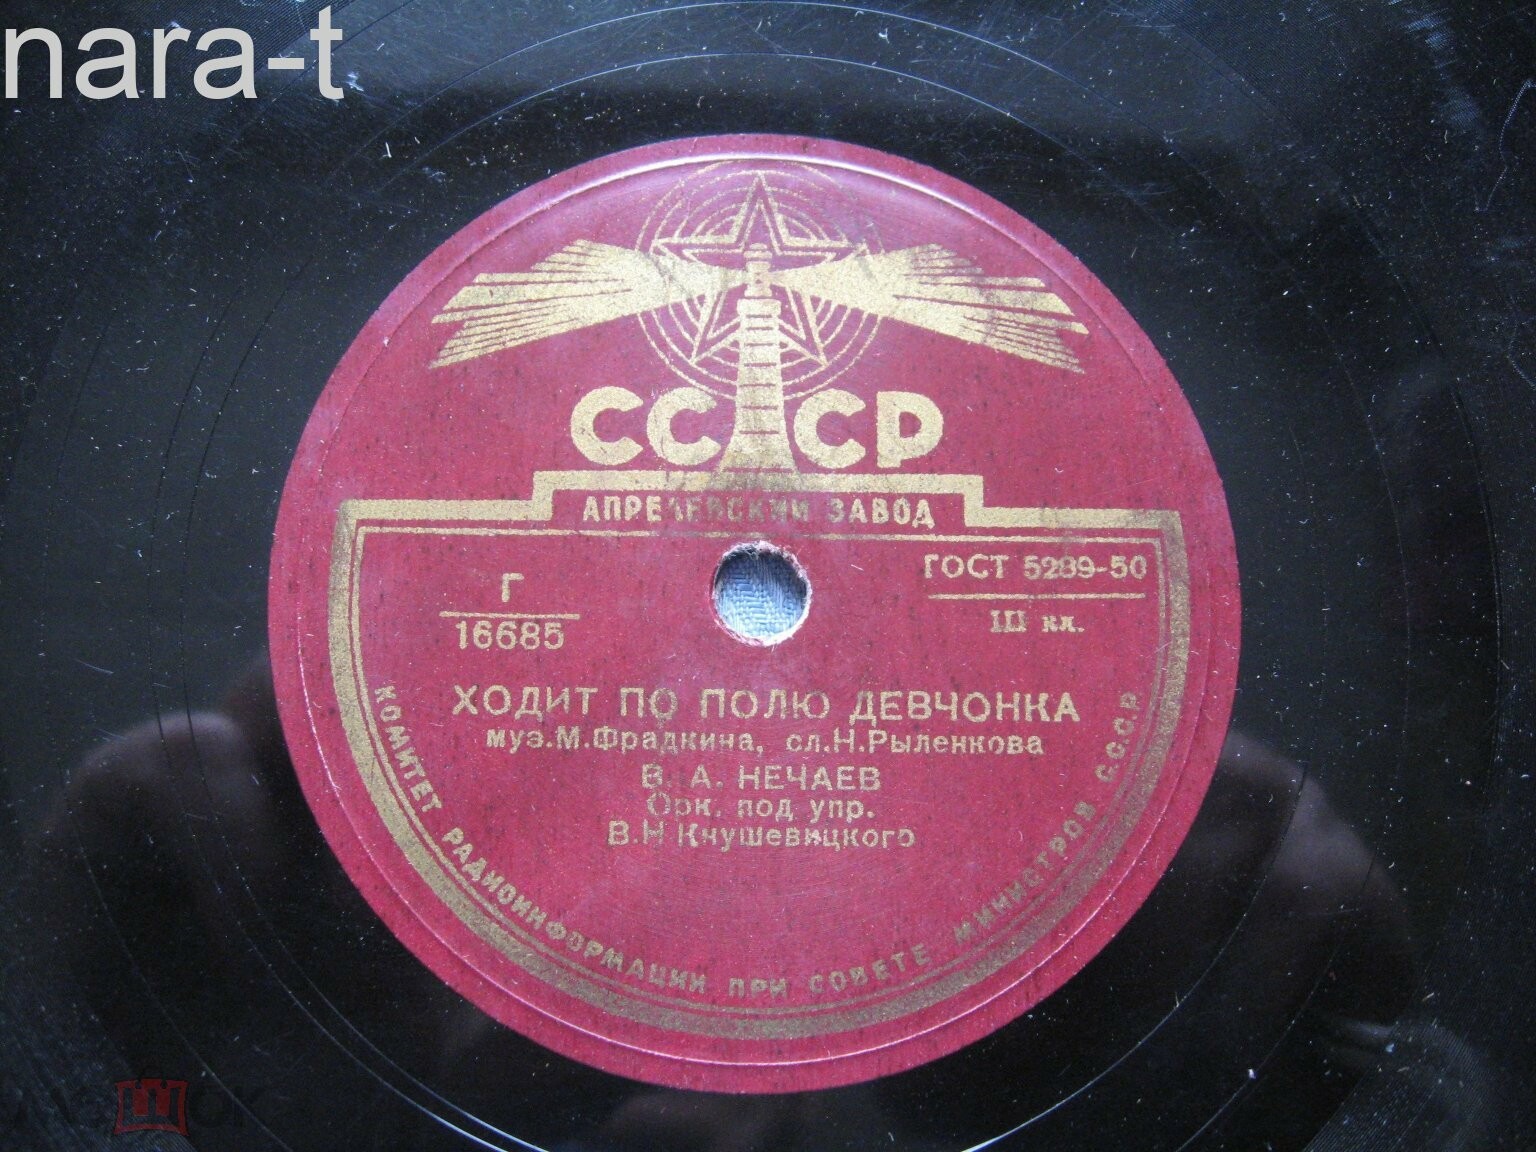 nara-t
СССР
АПРЕЛЕВСКИЙ ЗАВОД
ГОСТ 5289-50
III кл.
Г
16685
ХОДИТ ПО ПОЛЮ ДЕВЧОНКА
муз.М.Фрадкина, сл.Н.Рыленкова
В. А. НЕЧАЕВ
Орк. под упр.
В.Н.Кнушевицкого
КОМИТЕТ РАДИОИНФОРМАЦИИ ПРИ СОВЕТЕ МИНИСТРОВ С.С.С.Р